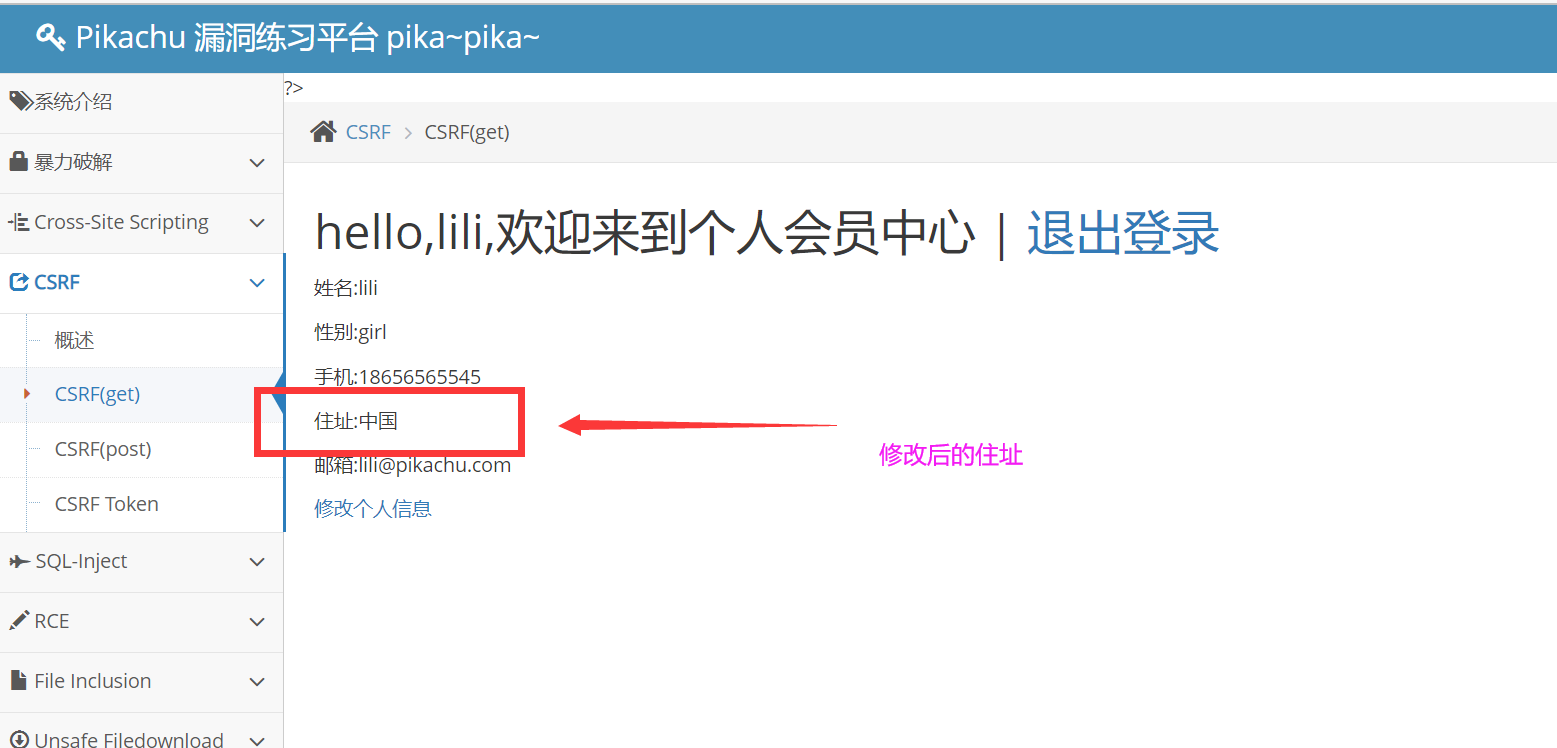 Pikachu 漏洞练习平台 pika~pika~
系统介绍
暴力破解
Cross-Site Scripting
CSRF
概述
CSRF(get)
CSRF(post)
CSRF Token
SQL-Inject
RCE
File Inclusion
Unsafe Filedownload
?>
CSRF > CSRF(get)
hello,lili,欢迎来到个人会员中心 | 退出登录
姓名:lili
性别:girl
手机:18656565545
住址:中国
修改后的住址
邮箱:lili@pikachu.com
修改个人信息